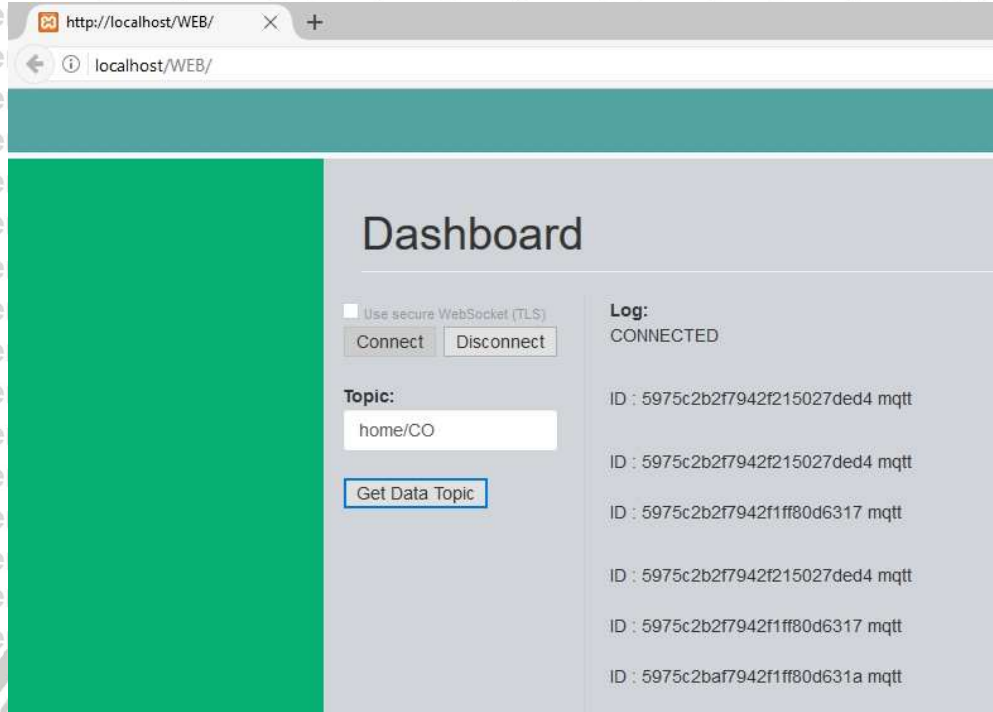 http://localhost/WEB/
localhost/WEB/
Dashboard
Use secure WebSocket (TLS)
Connect Disconnect
Topic:
home/CO
Get Data Topic
Log:
CONNECTED
ID : 5975c2b2f7942f215027ded4 mqtt
ID : 5975c2b2f7942f215027ded4 mqtt
ID : 5975c2b2f7942f1ff80d6317 mqtt
ID : 5975c2b2f7942f215027ded4 mqtt
ID : 5975c2b2f7942f1ff80d6317 mqtt
ID : 5975c2baf7942f1ff80d631a mqtt